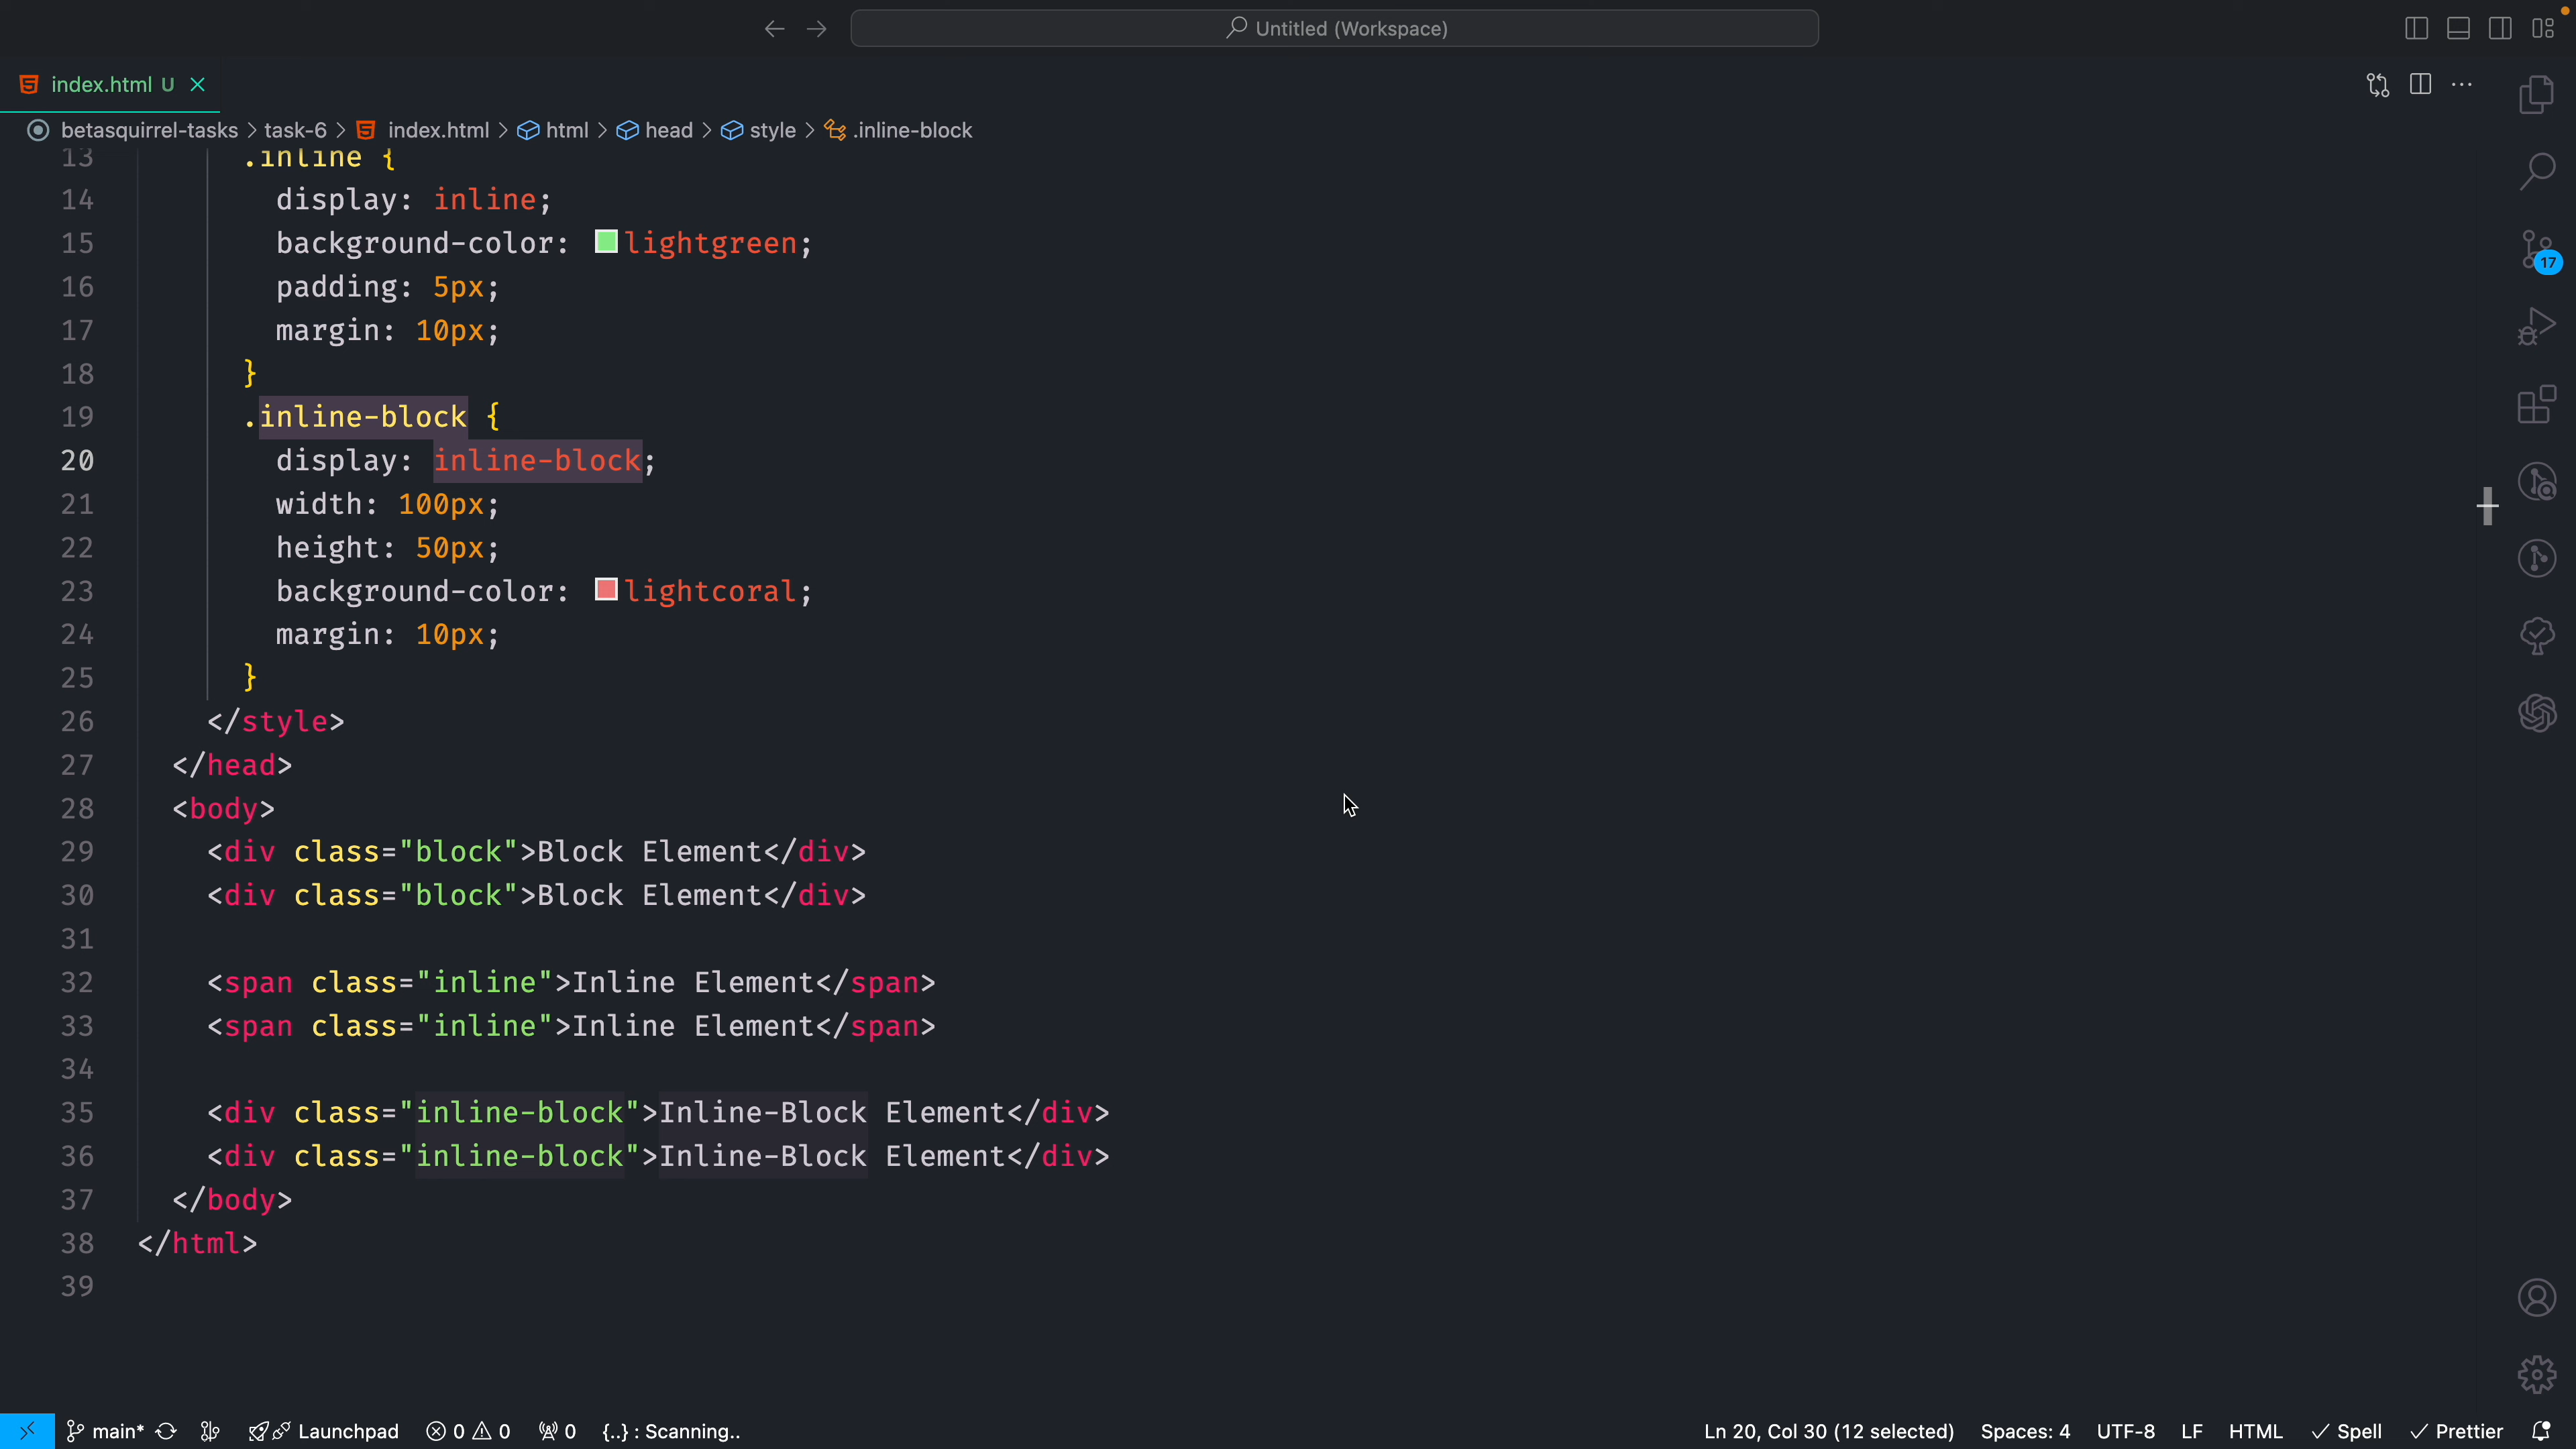 Untitled (Workspace)
index.html U
betasquirrel-tasks > task-6 > index.html > html > head > style > .inline-block
13 .inline {
14 display: inline;
15 background-color: lightgreen;
16 padding: 5px;
17 margin: 10px;
18 }
19 .inline-block {
20 display: inline-block;
21 width: 100px;
22 height: 50px;
23 background-color: lightcoral;
24 margin: 10px;
25 }
26 </style>
27 </head>
28 <body>
29 <div class="block">Block Element</div>
30 <div class="block">Block Element</div>
31
32 <span class="inline">Inline Element</span>
33 <span class="inline">Inline Element</span>
34
35 <div class="inline-block">Inline-Block Element</div>
36 <div class="inline-block">Inline-Block Element</div>
37 </body>
38 </html>
39
17
main* Launchpad 0 0 0 {..} : Scanning.. Ln 20, Col 30 (12 selected) Spaces: 4 UTF-8 LF HTML Spell Prettier